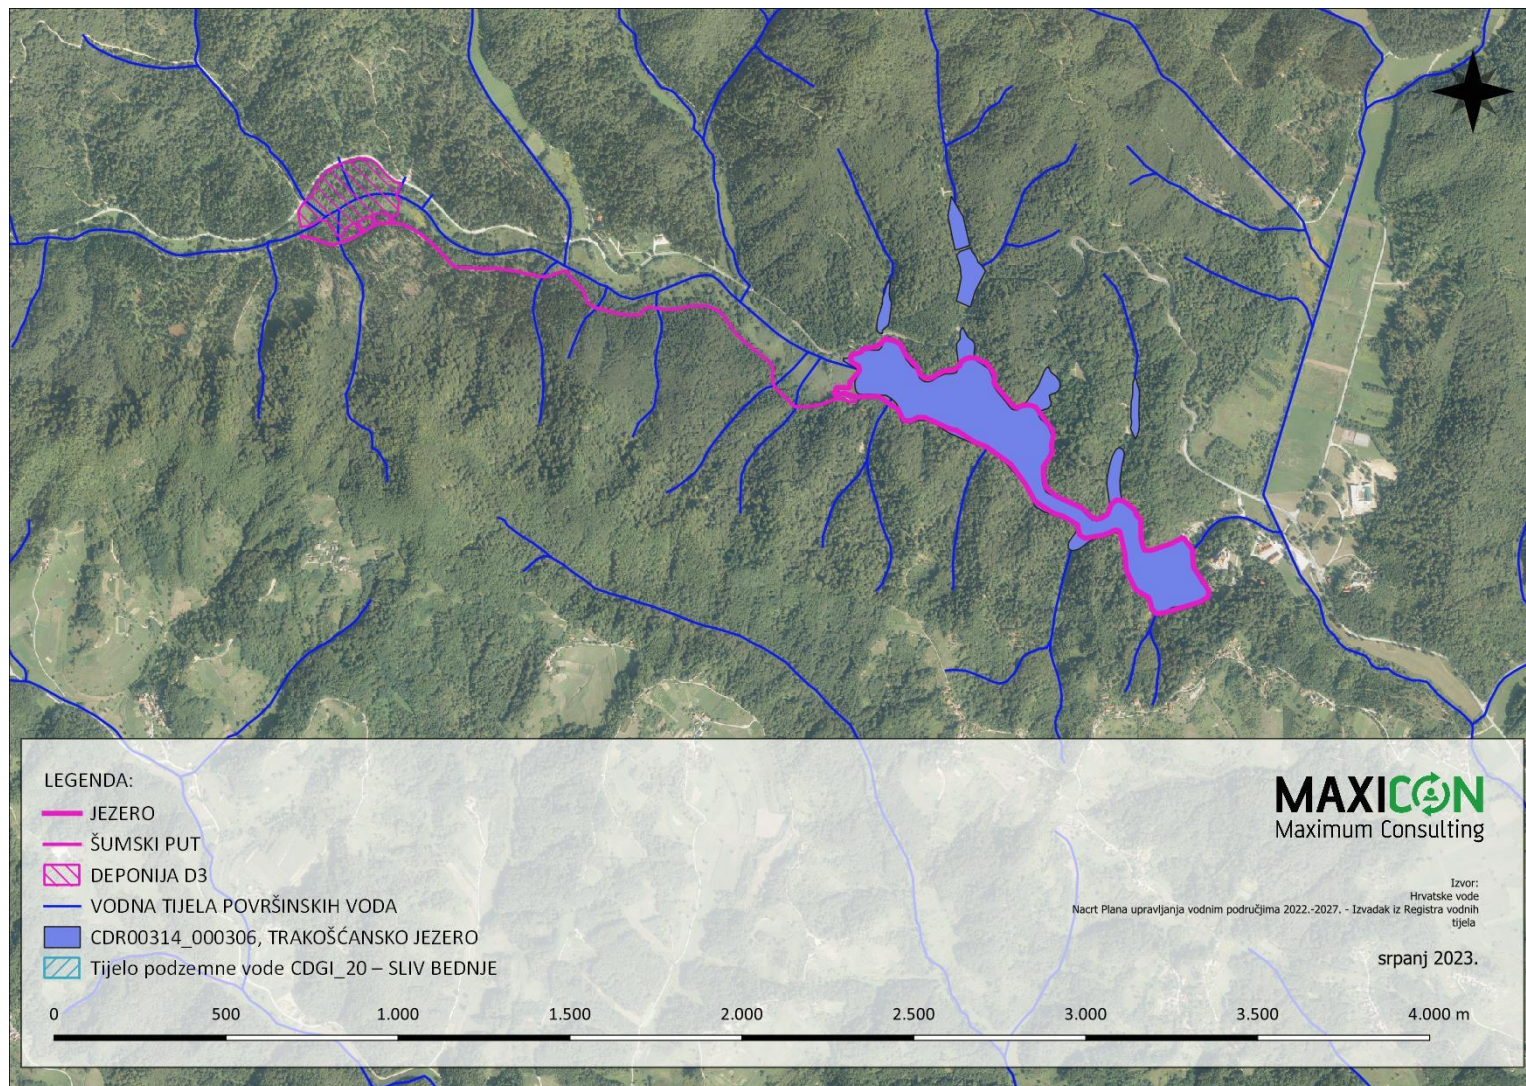 LEGENDA:
JEZERO
ŠUMSKI PUT
DEPONIJA D3
VODNA TIJELA POVRŠINSKIH VODA
CDR00314_000306, TRAKOŠĆANSKO JEZERO
Tijelo podzemne vode CDGI_20 – SLIV BEDNJE
MAXICON
Maximum Consulting
Izvor:
Hrvatske vode
Nacrt Plana upravljanja vodnim područjima 2022.-2027. - Izvadak iz Registra vodnih
tijela
srpanj 2023.
0 500 1.000 1.500 2.000 2.500 3.000 3.500 4.000 m